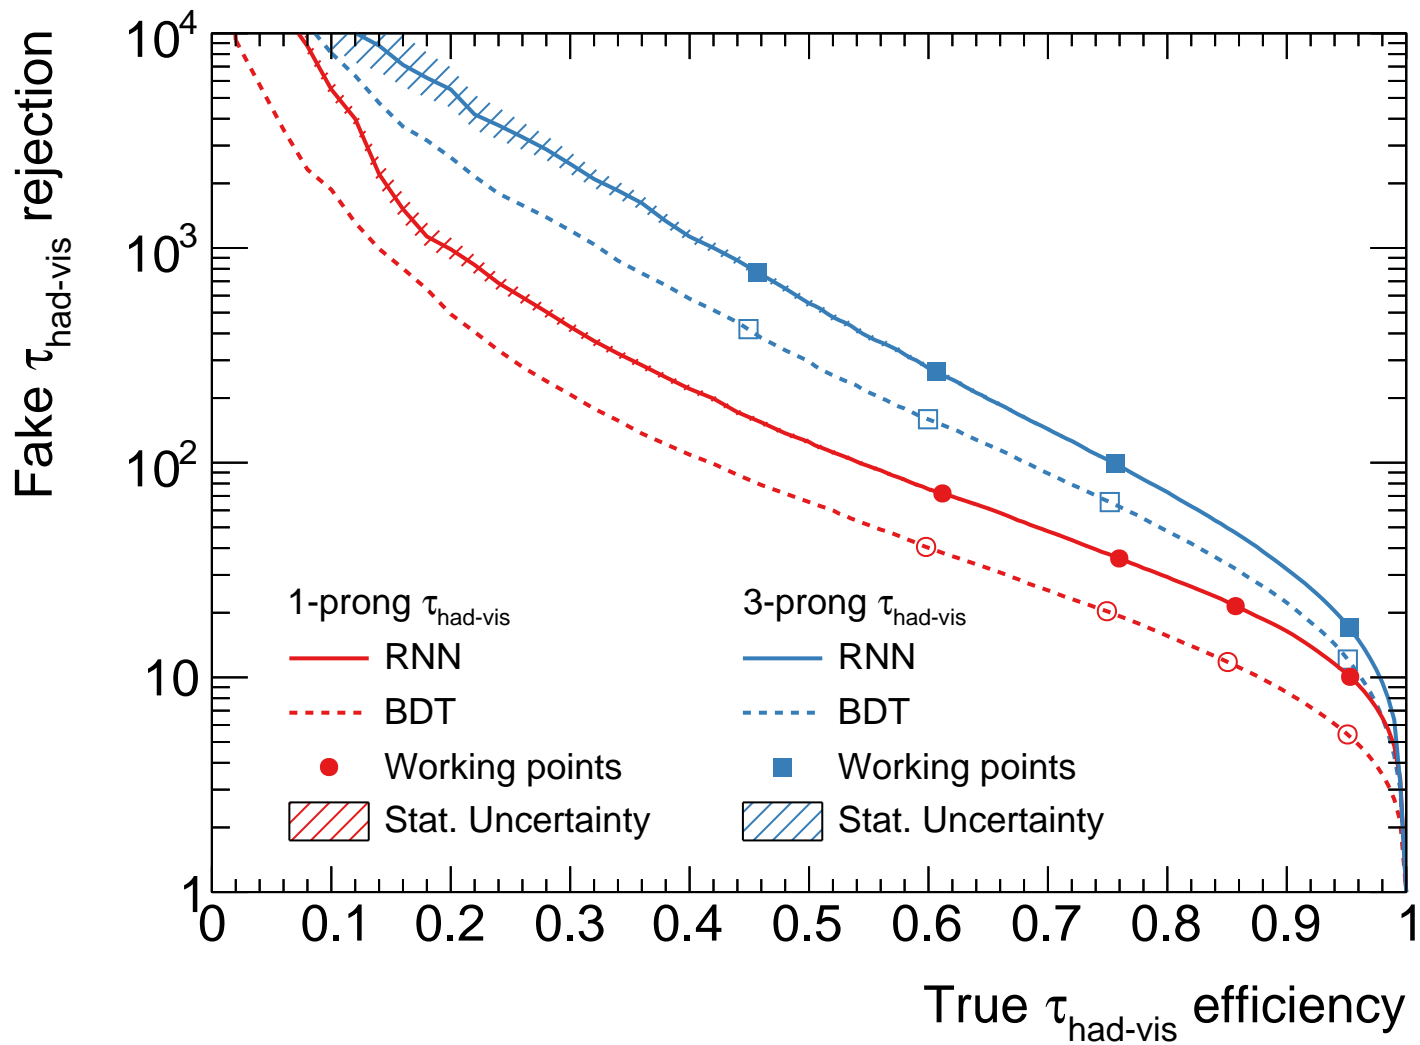 Fake τhad-vis rejection
10^4
10^3
10^2
10
1
1-prong τhad-vis
RNN
BDT
Working points
Stat. Uncertainty
3-prong τhad-vis
RNN
BDT
Working points
Stat. Uncertainty
0 0.1 0.2 0.3 0.4 0.5 0.6 0.7 0.8 0.9 1
True τhad-vis efficiency